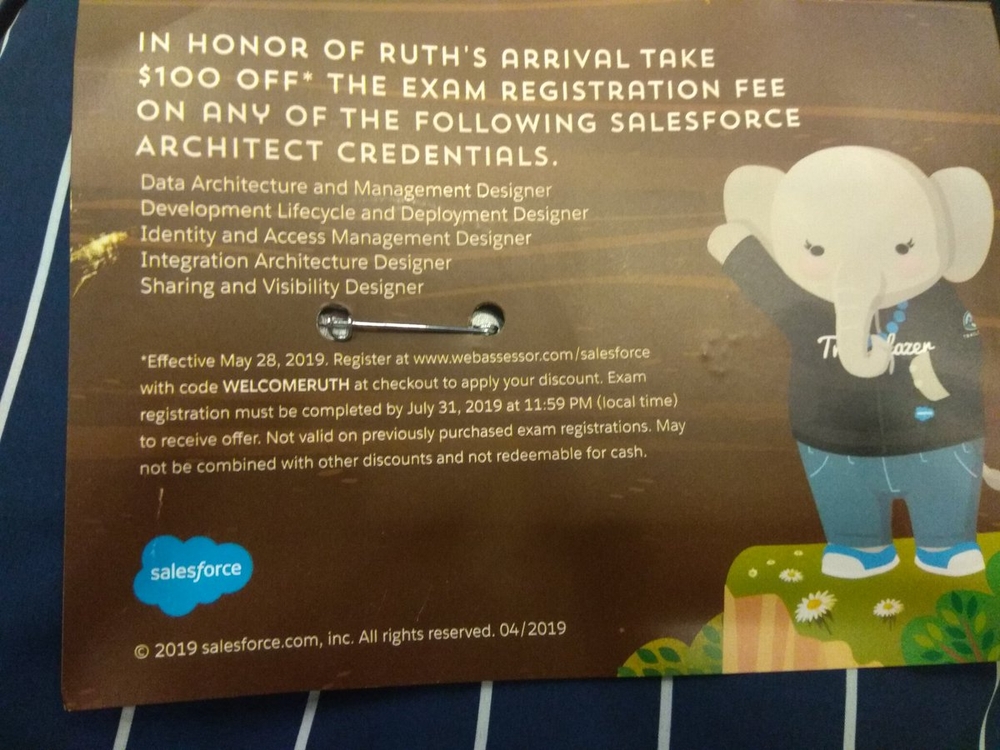 IN HONOR OF RUTH'S ARRIVAL TAKE
$100 OFF* THE EXAM REGISTRATION FEE
ON ANY OF THE FOLLOWING SALESFORCE
ARCHITECT CREDENTIALS.
Data Architecture and Management Designer
Development Lifecycle and Deployment Designer
Identity and Access Management Designer
Integration Architecture Designer
Sharing and Visibility Designer
*Effective May 28, 2019. Register at www.webassessor.com/salesforce
with code WELCOMERUTH at checkout to apply your discount. Exam
registration must be completed by July 31, 2019 at 11:59 PM (local time)
to receive offer. Not valid on previously purchased exam registrations. May
not be combined with other discounts and not redeemable for cash.
salesforce
© 2019 salesforce.com, inc. All rights reserved. 04/2019